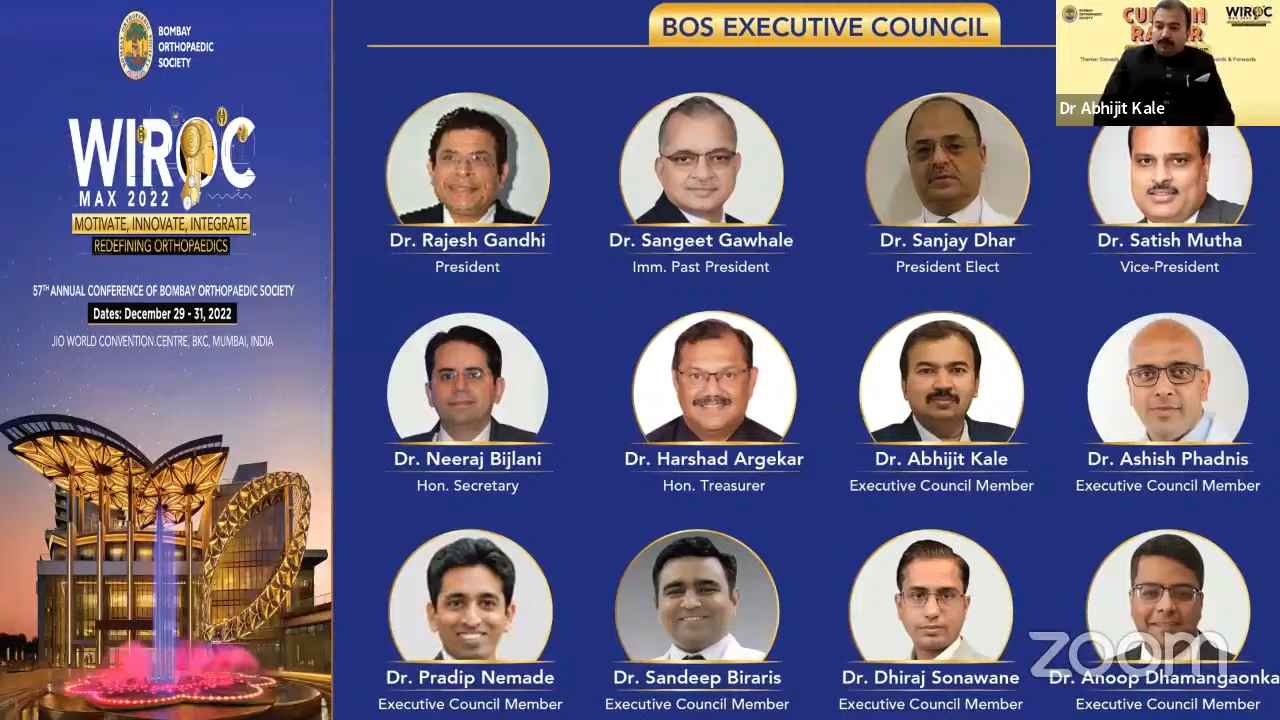 BOMBAY
ORTHOPAEDIC
SOCIETY
WIROC
MAX 2022
MOTIVATE, INNOVATE, INTEGRATE
REDEFINING ORTHOPAEDICS
57TH ANNUAL CONFERENCE OF BOMBAY ORTHOPAEDIC SOCIETY
Dates: December 29 - 31, 2022
JIO WORLD CONVENTION CENTRE, BKC, MUMBAI, INDIA
BOS EXECUTIVE COUNCIL
BOMBAY
ORTHOPAEDIC
SOCIETY
WIROC
Dr Abhijit Kale
Dr. Rajesh Gandhi
President
Dr. Sangeet Gawhale
Imm. Past President
Dr. Sanjay Dhar
President Elect
Dr. Satish Mutha
Vice-President
Dr. Neeraj Bijlani
Hon. Secretary
Dr. Harshad Argekar
Hon. Treasurer
Dr. Abhijit Kale
Executive Council Member
Dr. Ashish Phadnis
Executive Council Member
Dr. Pradip Nemade
Executive Council Member
Dr. Sandeep Biraris
Executive Council Member
Dr. Dhiraj Sonawane
Executive Council Member
Dr. Anoop Dhamangaonka
Executive Council Member
zoom